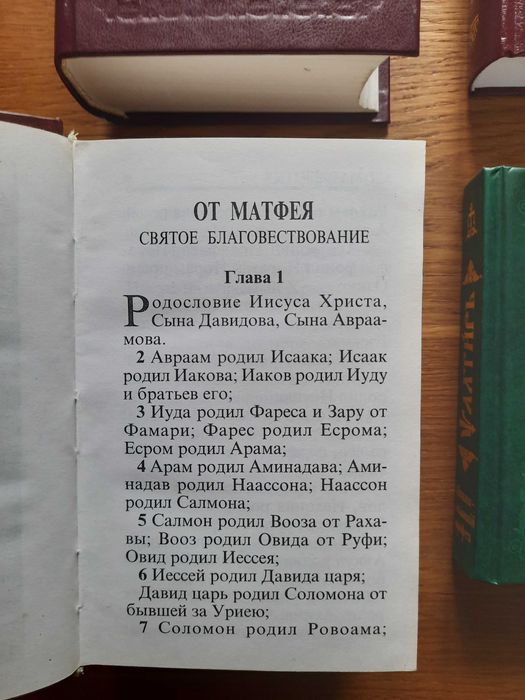 ОТ МАТФЕЯ
СВЯТОЕ БЛАГОВЕСТВОВАНИЕ
Глава 1
Родословие Иисуса Христа,
Сына Давидова, Сына Авраа-
мова.
2 Авраам родил Исаака; Исаак
родил Иакова; Иаков родил Иуду
и братьев его;
3 Иуда родил Фареса и Зару от
Фамари; Фарес родил Есрома;
Есром родил Арама;
4 Арам родил Аминадава; Ами-
надав родил Наассона; Наассон
родил Салмона;
5 Салмон родил Вооза от Раха-
вы; Вооз родил Овида от Руфи;
Овид родил Иессея;
6 Иессей родил Давида царя;
Давид царь родил Соломона от
бывшей за Уриею;
7 Соломон родил Ровоама;